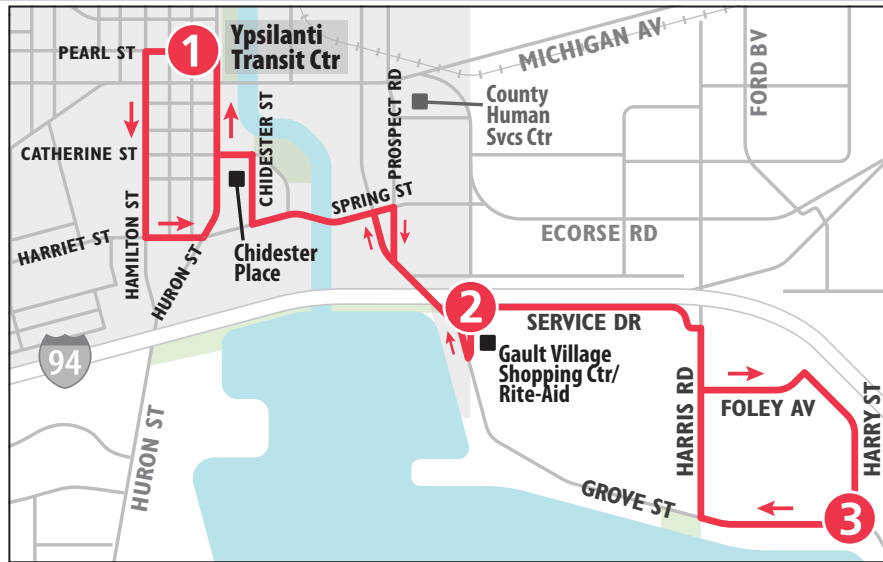 PEARL ST
1
Ypsilanti
Transit Ctr
MICHIGAN AV
FORD BV
County
Human
Svcs Ctr
PROSPECT RD
CHIDESTER ST
CATHERINE ST
SPRING ST
HAMILTON ST
HARRIET ST
HURON ST
Chidester
Place
ECORSE RD
2
SERVICE DR
94
Gault Village
Shopping Ctr/
Rite-Aid
HARRIS RD
FOLEY AV
HARRY ST
HURON ST
GROVE ST
3